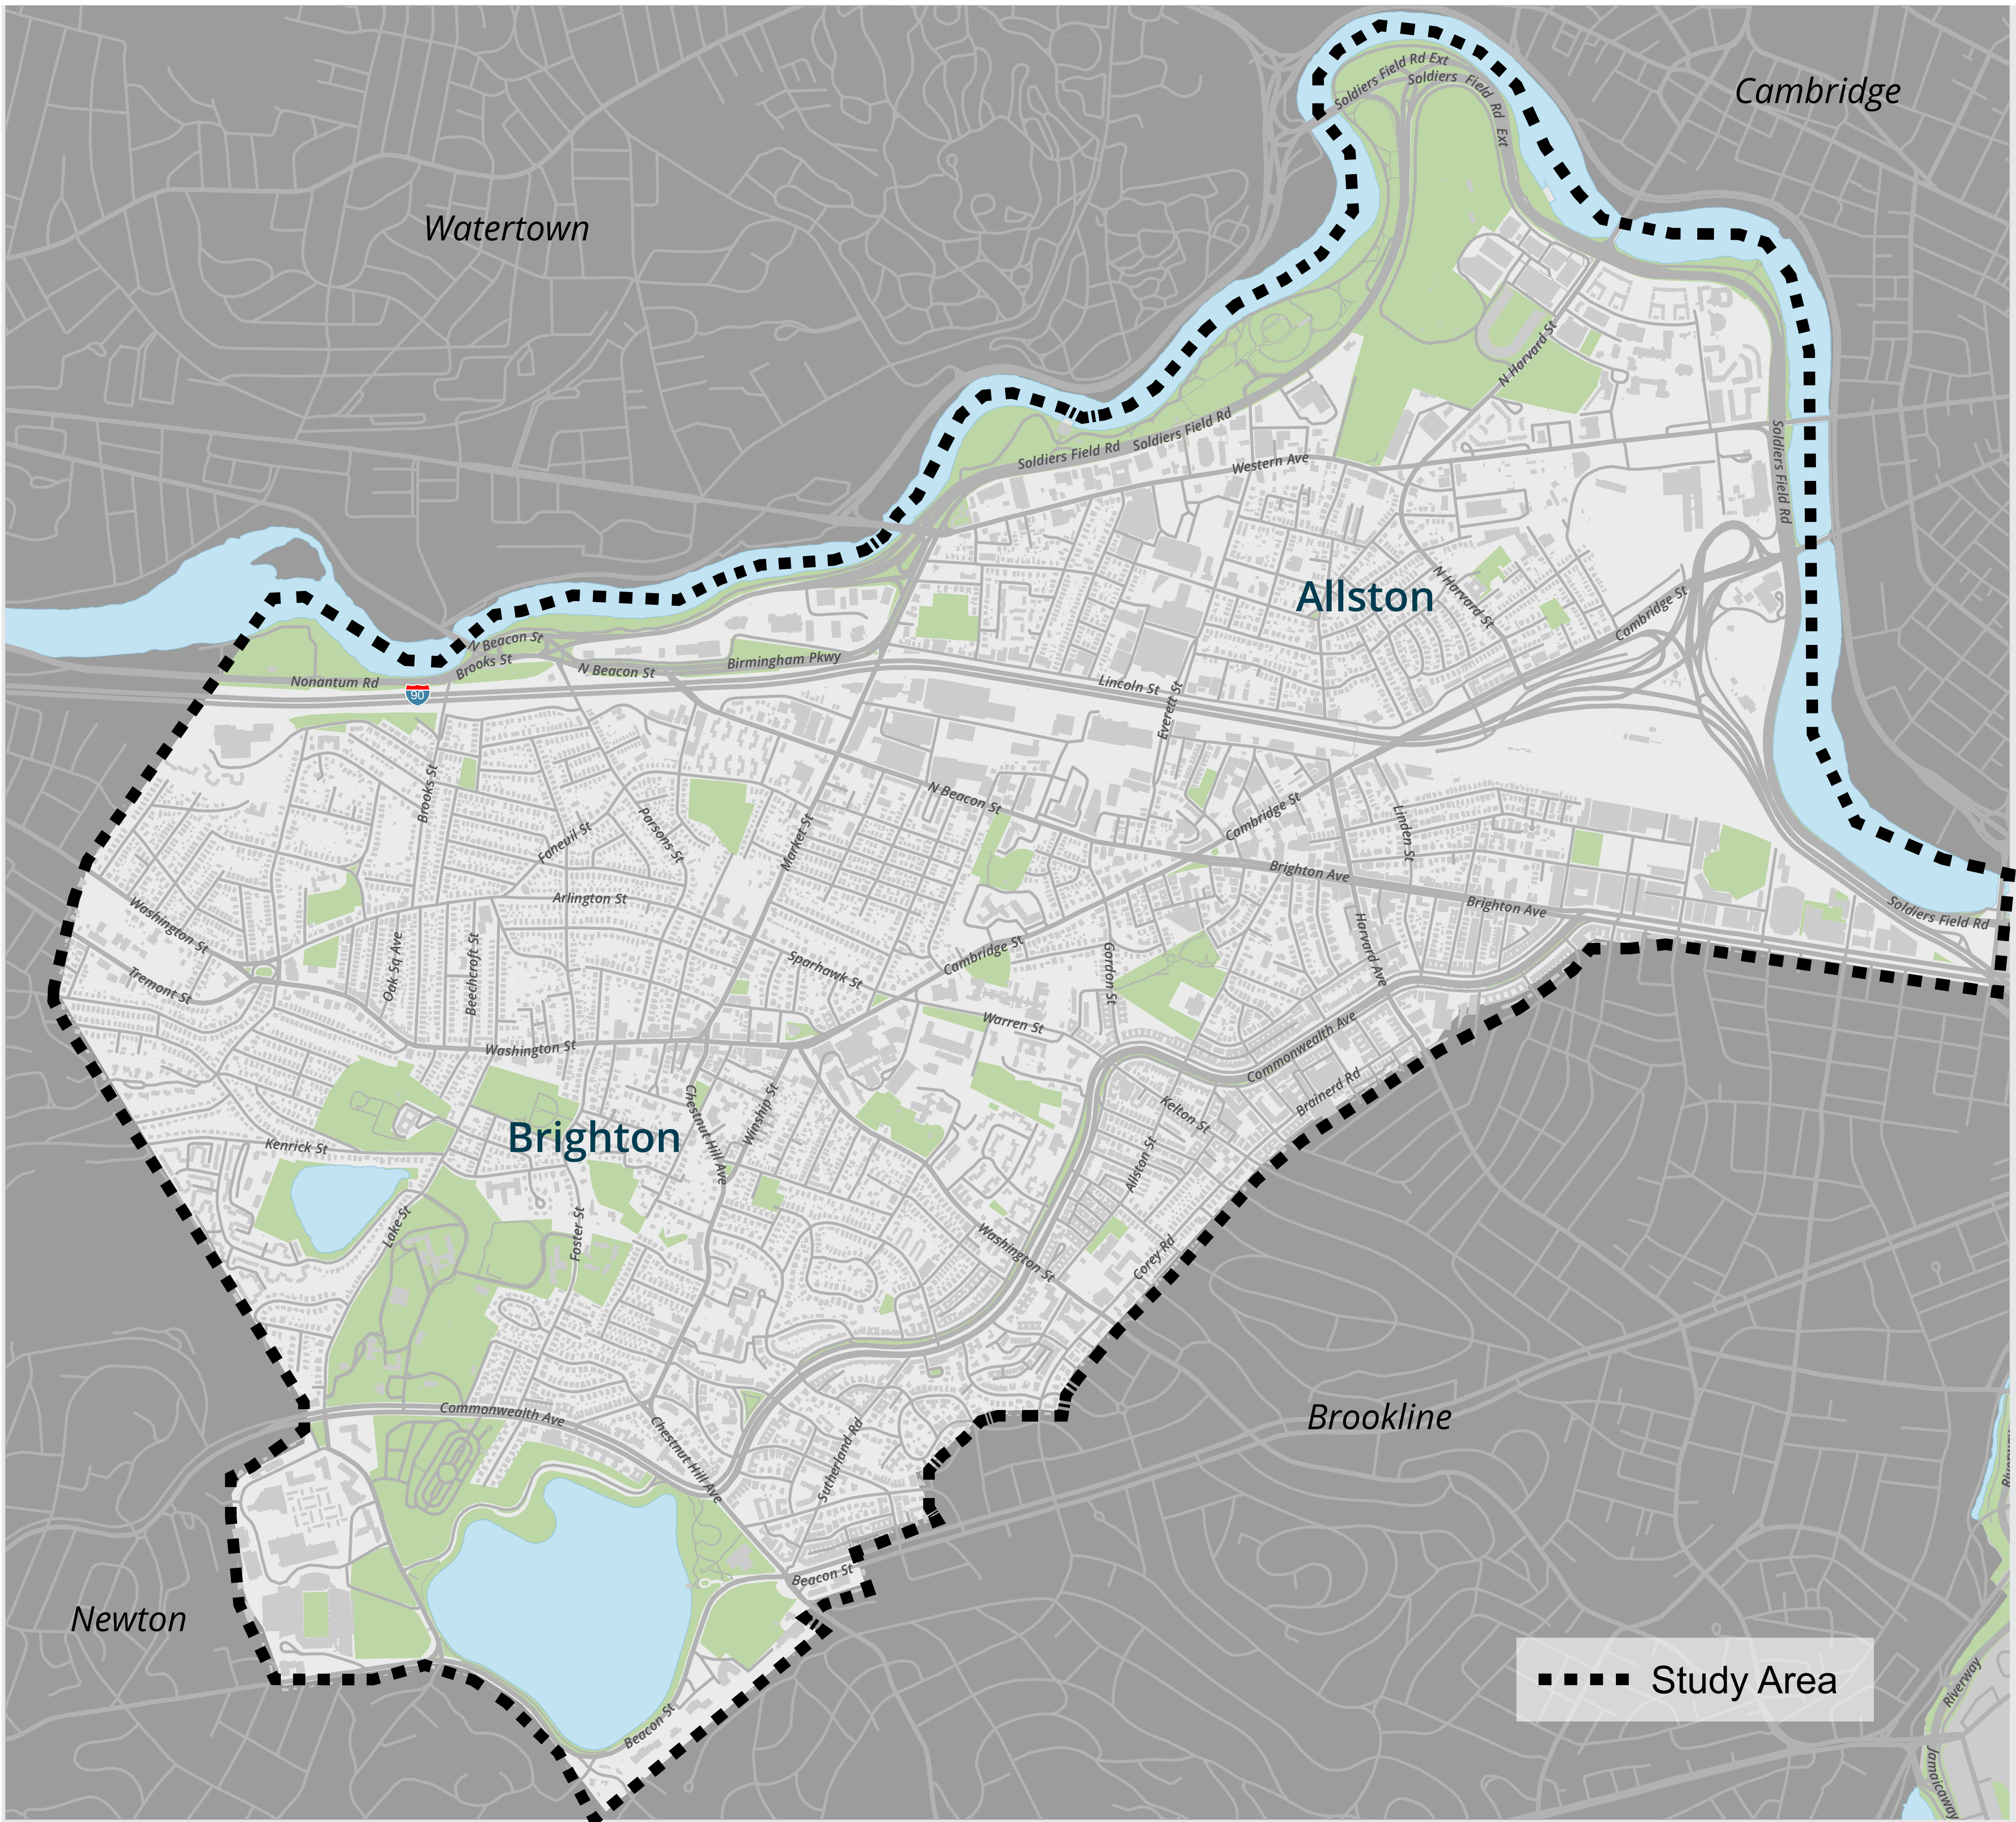 Soldiers Field Rd Ext
Soldiers Field Rd Ext
Cambridge
Watertown
N Harvard St
Soldiers Field Rd
Soldiers Field Rd
Western Ave
Soldiers Field Rd
Allston
N Harvard St
Cambridge St
N Beacon St
Brooks St
N Beacon St
Birmingham Pkwy
Nonantum Rd
90
Lincoln St
Everett St
Brooks St
Faneuil St
Parsons St
Market St
N Beacon St
Cambridge St
Linden St
Brighton Ave
Arlington St
Brighton Ave
Soldiers Field Rd
Washington St
Tremont St
Oak Sq Ave
Beechcroft St
Sparhawk St
Cambridge St
Gordon St
Harvard Ave
Warren St
Washington St
Commonwealth Ave
Brainerd Rd
Chestnut Hill Ave
Winship St
Kelton St
Brighton
Kenrick St
Allston St
Lake St
Foster St
Washington St
Corey Rd
Commonwealth Ave
Chestnut Hill Ave
Sutherland Rd
Brookline
Beacon St
Newton
Beacon St
Study Area
Riverway
Jamaicaway